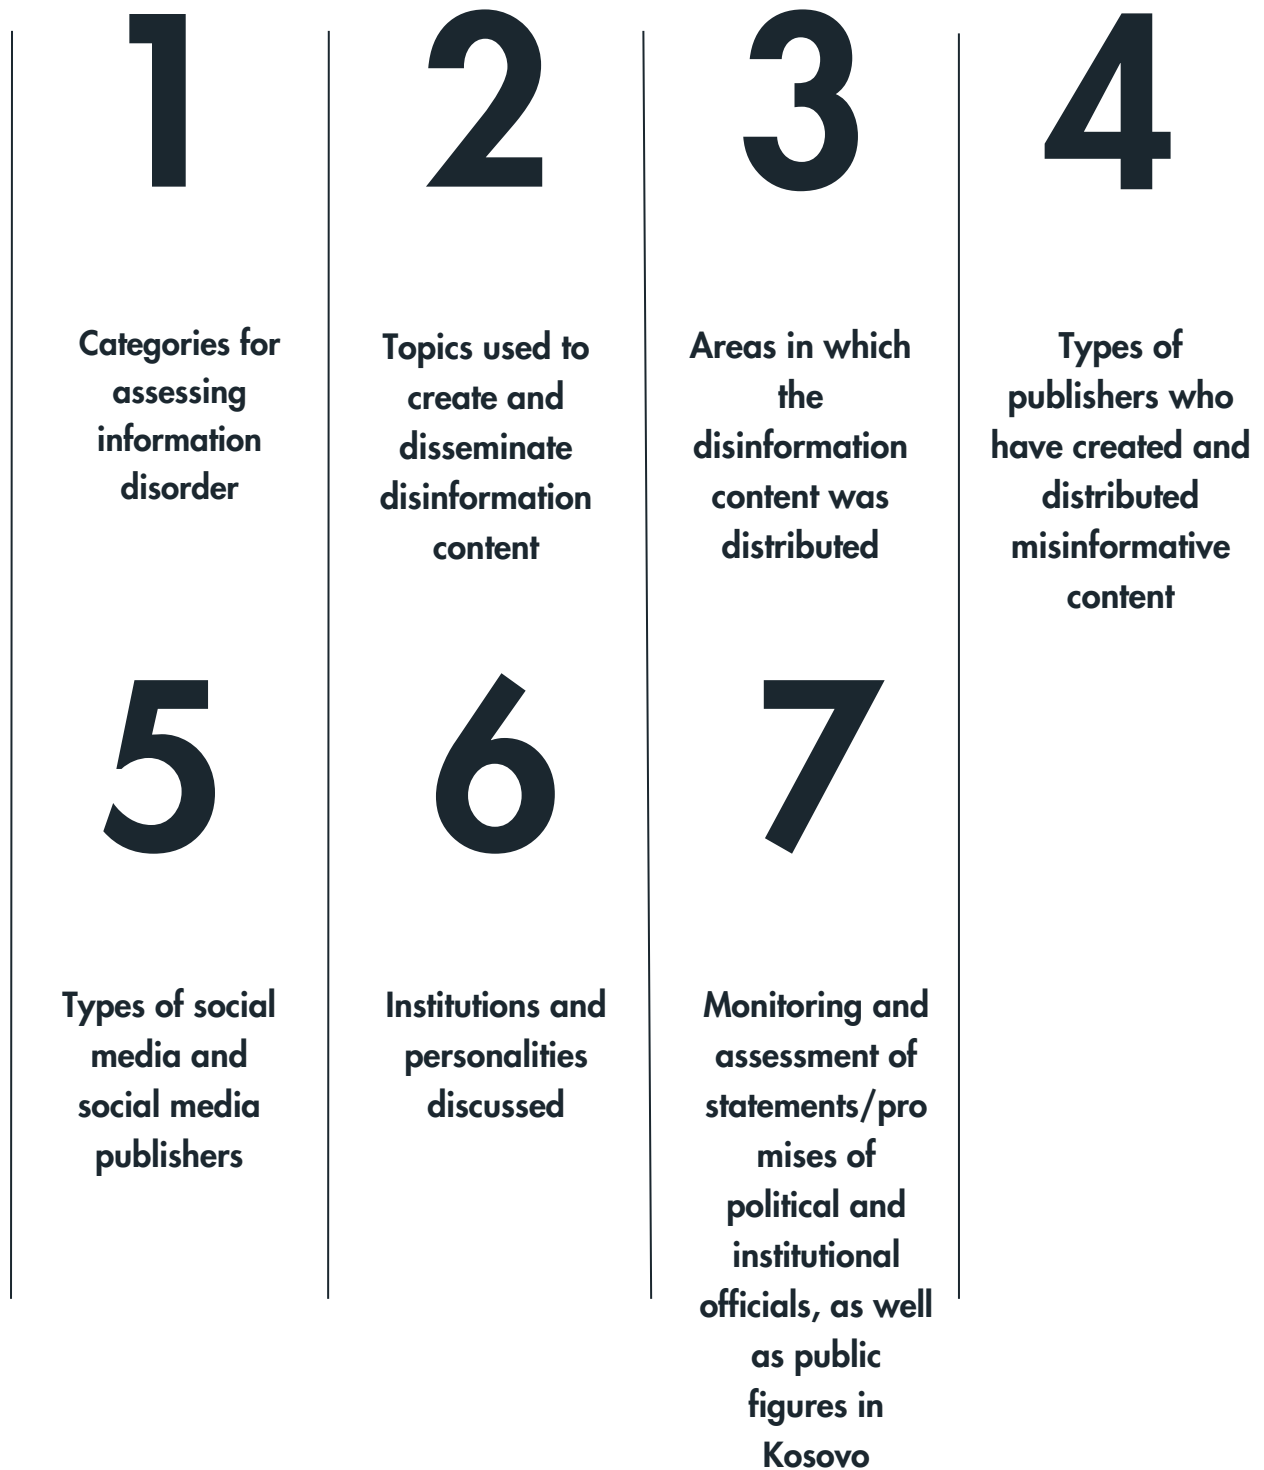 1
Categories for
assessing
information
disorder
2
Topics used to
create and
disseminate
disinformation
content
3
Areas in which
the
disinformation
content was
distributed
4
Types of
publishers who
have created and
distributed
misinformative
content
5
Types of social
media and
social media
publishers
6
Institutions and
personalities
discussed
7
Monitoring and
assessment of
statements/pro
mises of
political and
institutional
officials, as well
as public
figures in
Kosovo